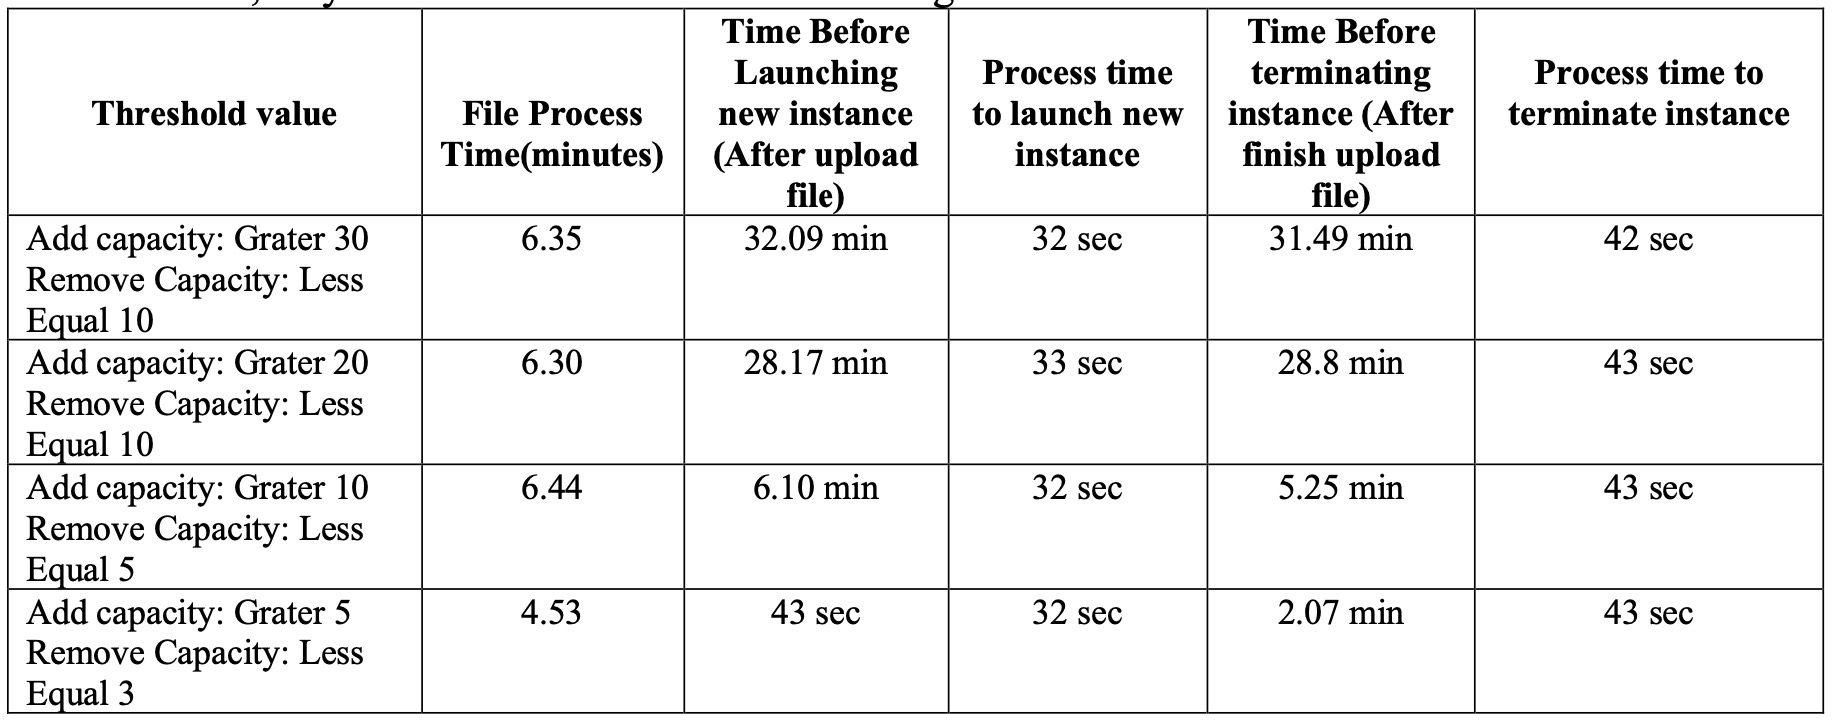 Threshold value
File Process
Time(minutes)
Time Before
Launching
new instance
(After upload
file)
Process time
to launch new
instance
Time Before
terminating
instance (After
finish upload
file)
Process time to
terminate instance
Add capacity: Grater 30
Remove Capacity: Less
Equal 10
6.35
32.09 min
32 sec
31.49 min
42 sec
Add capacity: Grater 20
Remove Capacity: Less
Equal 10
6.30
28.17 min
33 sec
28.8 min
43 sec
Add capacity: Grater 10
Remove Capacity: Less
Equal 5
6.44
6.10 min
32 sec
5.25 min
43 sec
Add capacity: Grater 5
Remove Capacity: Less
Equal 3
4.53
43 sec
32 sec
2.07 min
43 sec